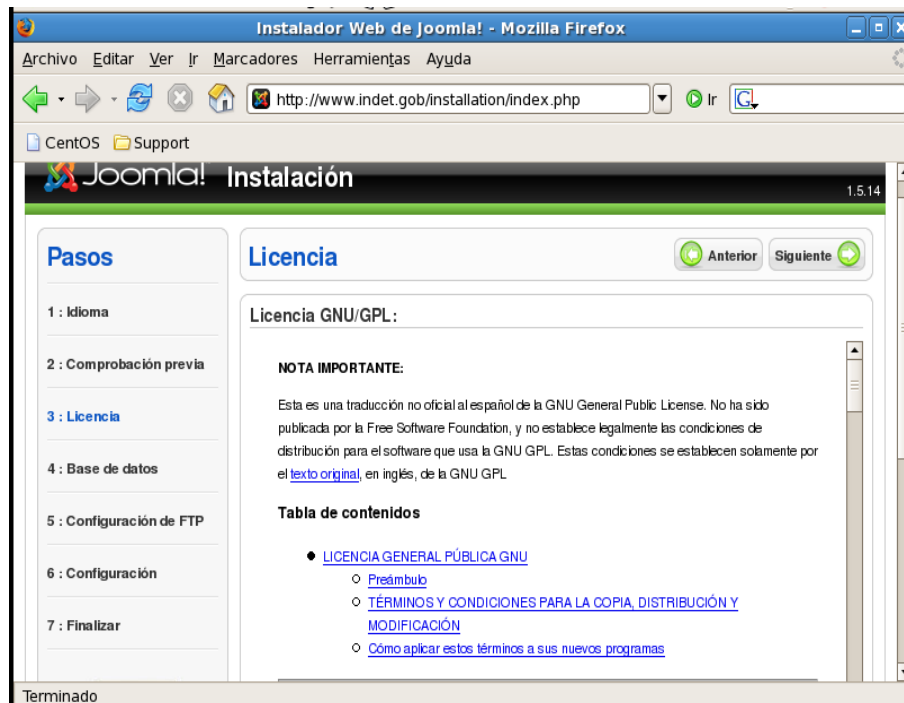 Instalador Web de Joomla! - Mozilla Firefox
Archivo Editar Ver Ir Marcadores Herramientas Ayuda
http://www.indet.gob/installation/index.php Ir G
CentOS Support
Joomla! Instalación
1.5.14
Pasos
1 : Idioma
2 : Comprobación previa
3 : Licencia
4 : Base de datos
5 : Configuración de FTP
6 : Configuración
7 : Finalizar
Licencia Anterior Siguiente
Licencia GNU/GPL:
NOTA IMPORTANTE:
Esta es una traducción no oficial al español de la GNU General Public License. No ha sido
publicada por la Free Software Foundation, y no establece legalmente las condiciones de
distribución para el software que usa la GNU GPL. Estas condiciones se establecen solamente por
el texto original, en inglés, de la GNU GPL
Tabla de contenidos
LICENCIA GENERAL PÚBLICA GNU
Preámbulo
TÉRMINOS Y CONDICIONES PARA LA COPIA, DISTRIBUCIÓN Y
MODIFICACIÓN
Cómo aplicar estos términos a sus nuevos programas
Terminado